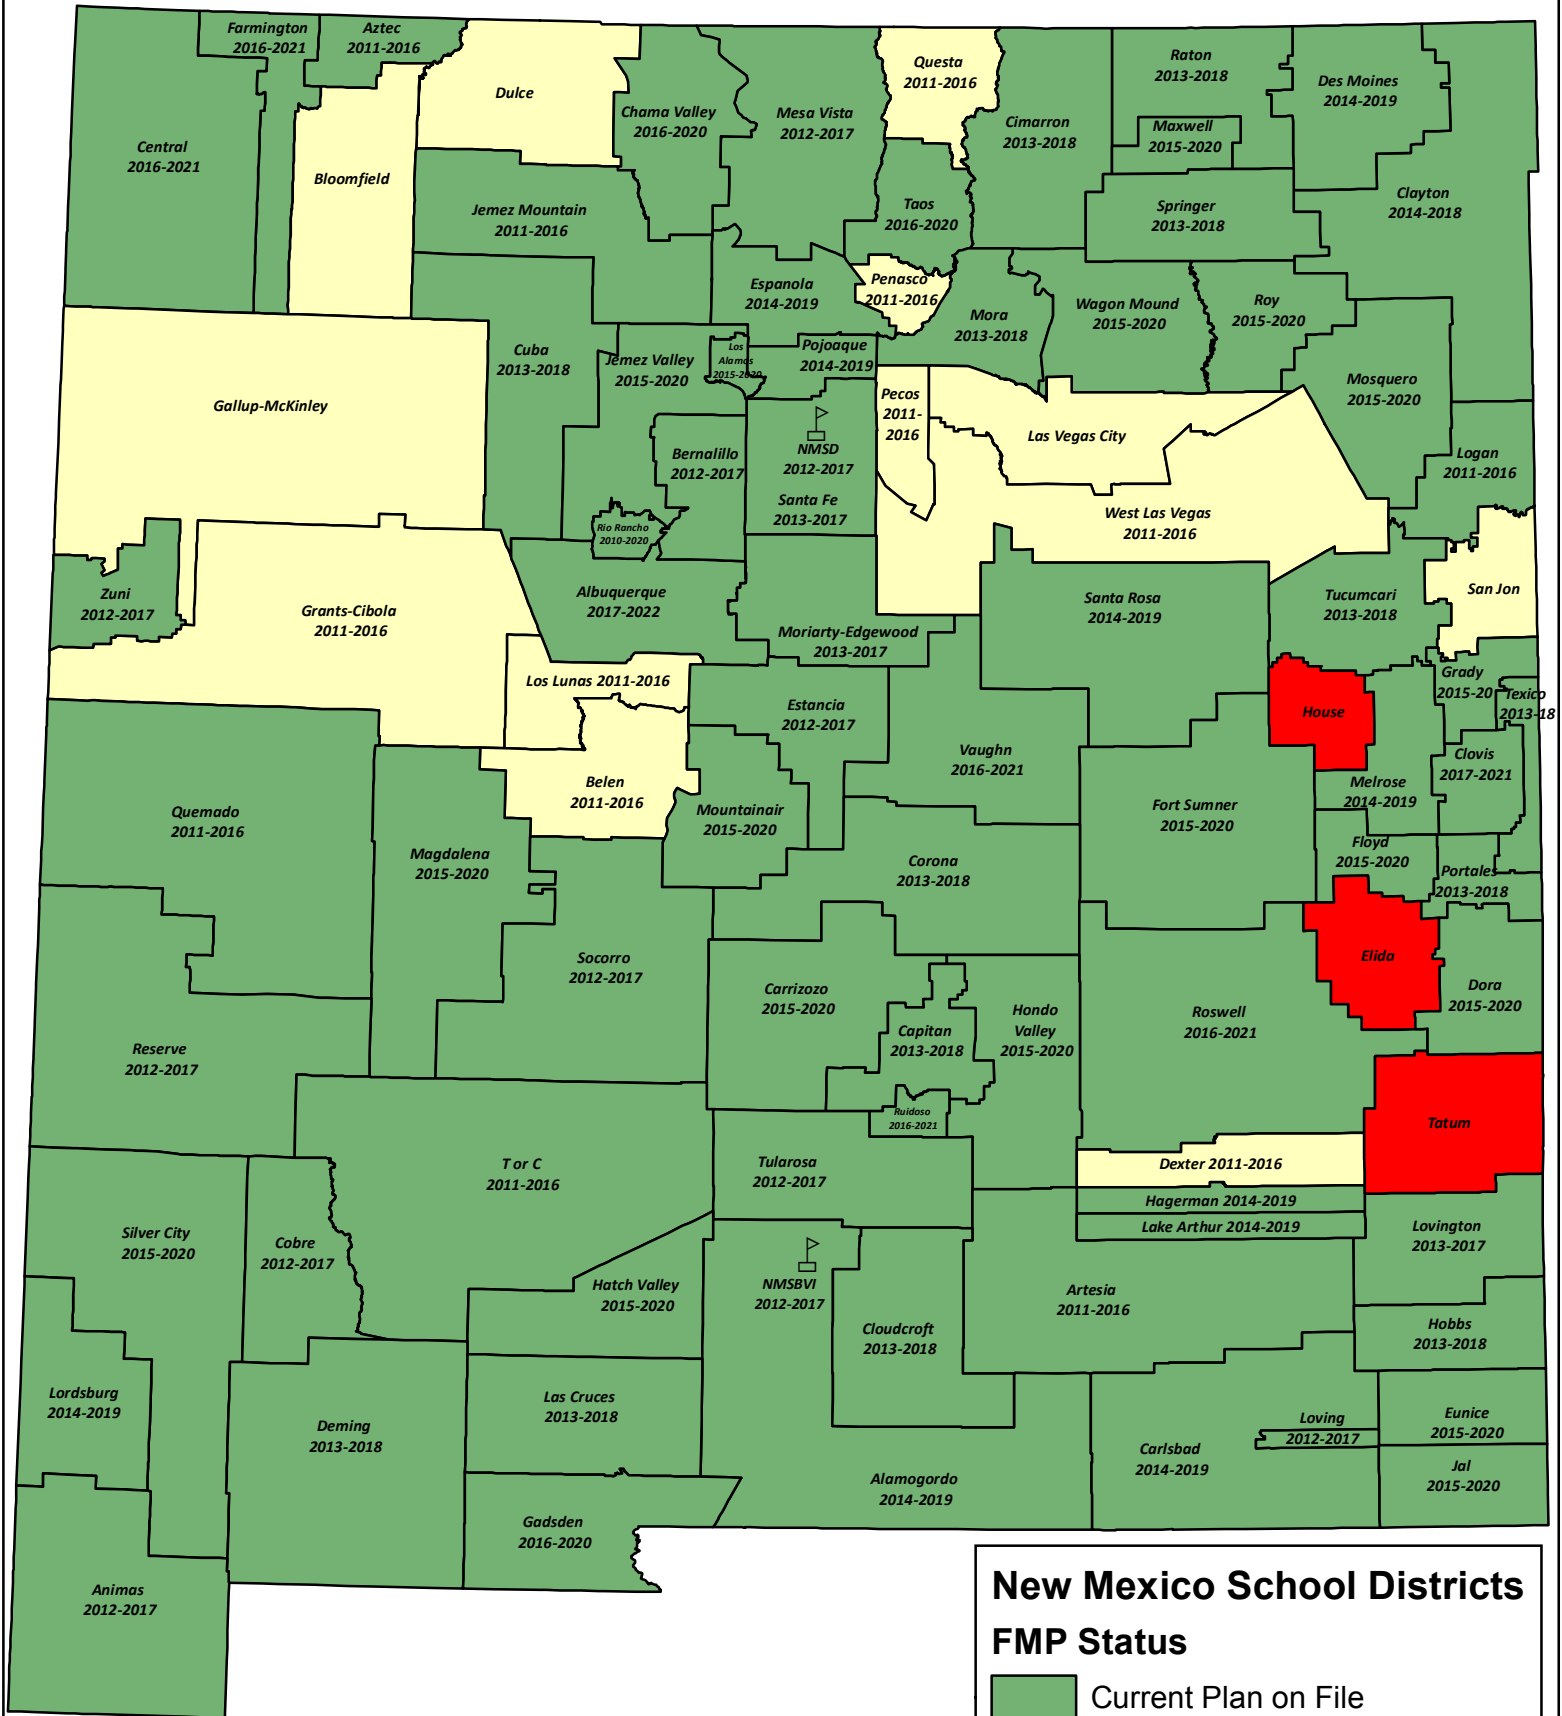 Farmington
2016-2021
Aztec
2011-2016
Dulce
Chama Valley
2016-2020
Mesa Vista
2012-2017
Questa
2011-2016
Cimarron
2013-2018
Raton
2013-2018
Maxwell
2015-2020
Des Moines
2014-2019
Central
2016-2021
Bloomfield
Jemez Mountain
2011-2016
Taos
2016-2020
Springer
2013-2018
Clayton
2014-2018
Espanola
2014-2019
Penasco
2011-2016
Mora
2013-2018
Wagon Mound
2015-2020
Roy
2015-2020
Cuba
2013-2018
Jemez Valley
2015-2020
Los
Alamos
2015-2020
Pojoaque
2014-2019
Mosquero
2015-2020
Gallup-McKinley
Pecos
2011-
2016
Las Vegas City
Bernalillo
2012-2017
NMSD
2012-2017
Santa Fe
2013-2017
Logan
2011-2016
West Las Vegas
2011-2016
Rio Rancho
2010-2020
Zuni
2012-2017
Grants-Cibola
2011-2016
Albuquerque
2017-2022
Santa Rosa
2014-2019
Tucumcari
2013-2018
San Jon
Moriarty-Edgewood
2013-2017
Los Lunas 2011-2016
Estancia
2012-2017
House
Grady
2015-20
Texico
2013-18
Vaughn
2016-2021
Clovis
2017-2021
Belen
2011-2016
Mountainair
2015-2020
Fort Sumner
2015-2020
Melrose
2014-2019
Quemado
2011-2016
Magdalena
2015-2020
Corona
2013-2018
Floyd
2015-2020
Portales
2013-2018
Socorro
2012-2017
Carrizozo
2015-2020
Elida
Dora
2015-2020
Capitan
2013-2018
Hondo
Valley
2015-2020
Roswell
2016-2021
Reserve
2012-2017
Ruidoso
2016-2021
Tatum
T or C
2011-2016
Tularosa
2012-2017
Dexter 2011-2016
Hagerman 2014-2019
Lake Arthur 2014-2019
Silver City
2015-2020
Cobre
2012-2017
Lovington
2013-2017
Hatch Valley
2015-2020
NMSBVI
2012-2017
Artesia
2011-2016
Cloudcroft
2013-2018
Hobbs
2013-2018
Lordsburg
2014-2019
Deming
2013-2018
Las Cruces
2013-2018
Carlsbad
2014-2019
Loving
2012-2017
Eunice
2015-2020
Jal
2015-2020
Alamogordo
2014-2019
Gadsden
2016-2020
Animas
2012-2017
New Mexico School Districts
FMP Status
Current Plan on File